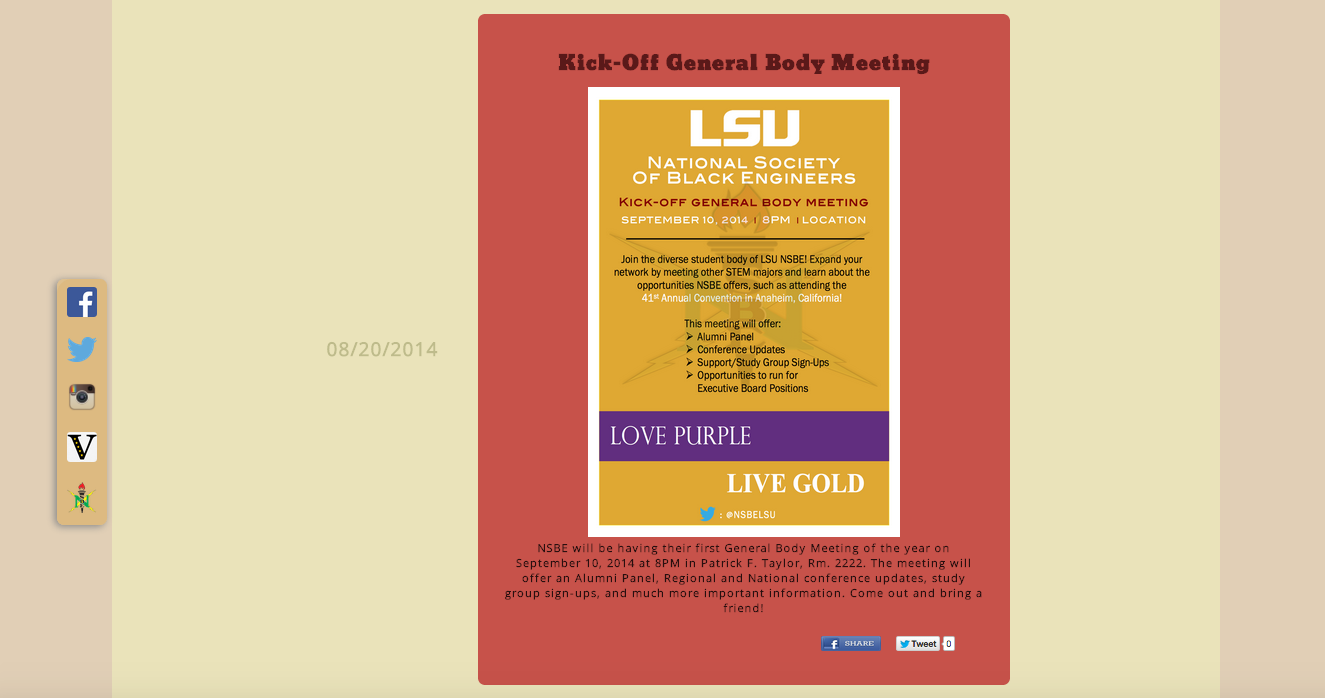 Kick-Off General Body Meeting
LSU
NATIONAL SOCIETY
OF BLACK ENGINEERS
KICK-OFF GENERAL BODY MEETING
SEPTEMBER 10, 2014 | 8PM | LOCATION
Join the diverse student body of LSU NSBE! Expand your
network by meeting other STEM majors and learn about the
opportunities NSBE offers, such as attending the
41st Annual Convention in Anaheim, California!
This meeting will offer:
➢ Alumni Panel
➢ Conference Updates
➢ Support/Study Group Sign-Ups
➢ Opportunities to run for
Executive Board Positions
08/20/2014
LOVE PURPLE
LIVE GOLD
: @NSBELSU
NSBE will be having their first General Body Meeting of the year on
September 10, 2014 at 8PM in Patrick F. Taylor, Rm. 2222. The meeting will
offer an Alumni Panel, Regional and National conference updates, study
group sign-ups, and much more important information. Come out and bring a
friend!
f SHARE
Tweet 0
f
V
N